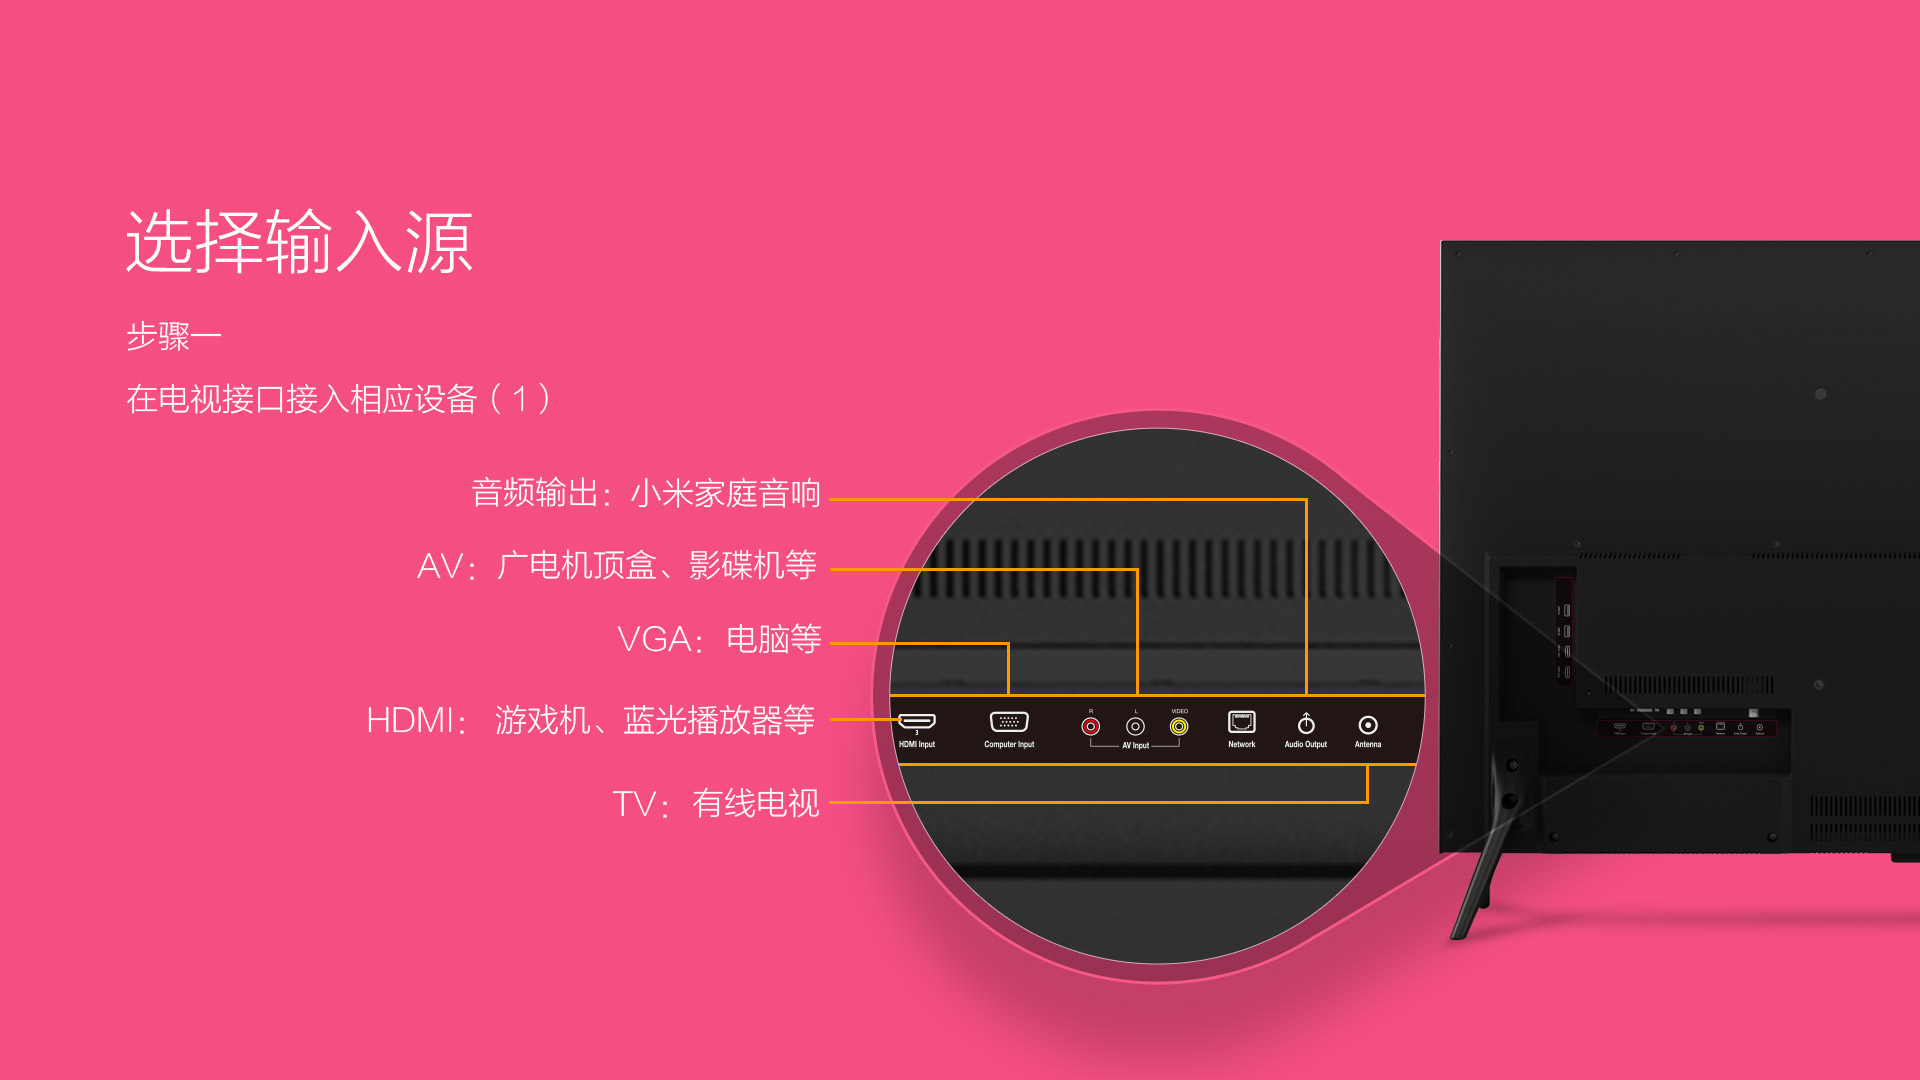 选择输入源
步骤一
在电视接口接入相应设备（1）
音频输出：小米家庭音响
AV：广电机顶盒、影碟机等
VGA：电脑等
HDMI：游戏机、蓝光播放器等
TV：有线电视
R L VIDEO
3
HDMI Input Computer Input AV Input Network Audio Output Antenna